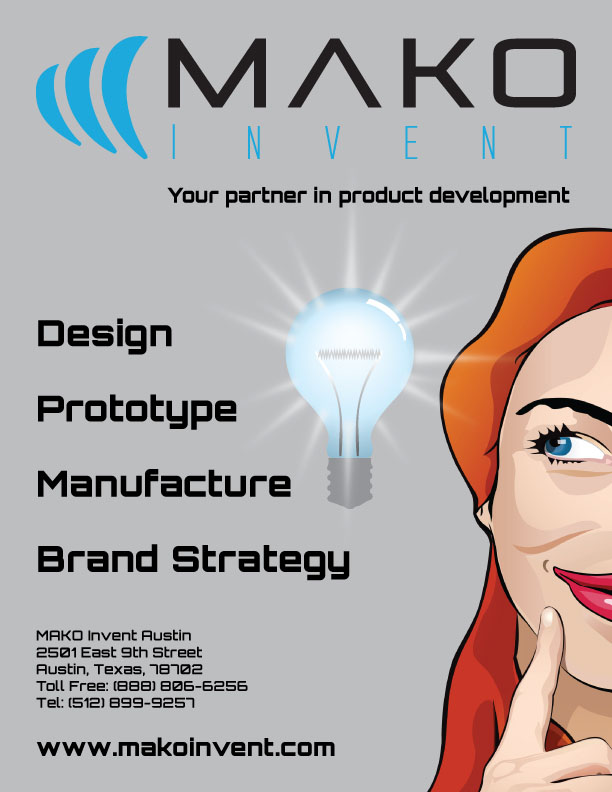 MAKO
INVENT
Your partner in product development
Design
Prototype
Manufacture
Brand Strategy
MAKO Invent Austin
2501 East 9th Street
Austin, Texas, 78702
Toll Free: (888) 806-6256
Tel: (512) 899-9257
www.makoinvent.com